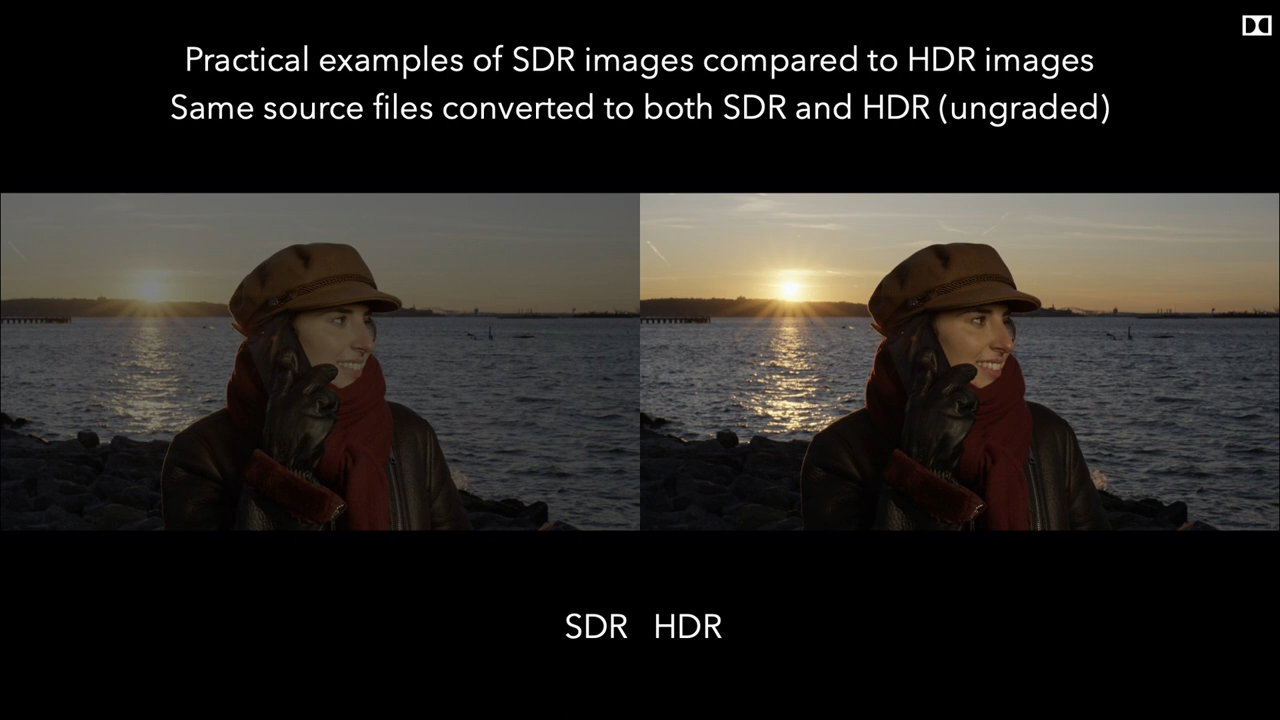 Practical examples of SDR images compared to HDR images
Same source files converted to both SDR and HDR (ungraded)
SDR HDR